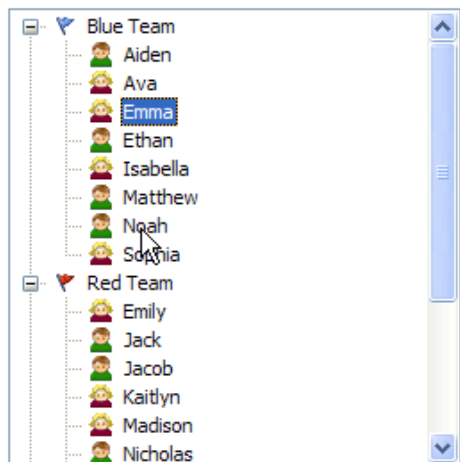 Blue Team
Aiden
Ava
Emma
Ethan
Isabella
Matthew
Noah
Sophia
Red Team
Emily
Jack
Jacob
Kaitlyn
Madison
Nicholas